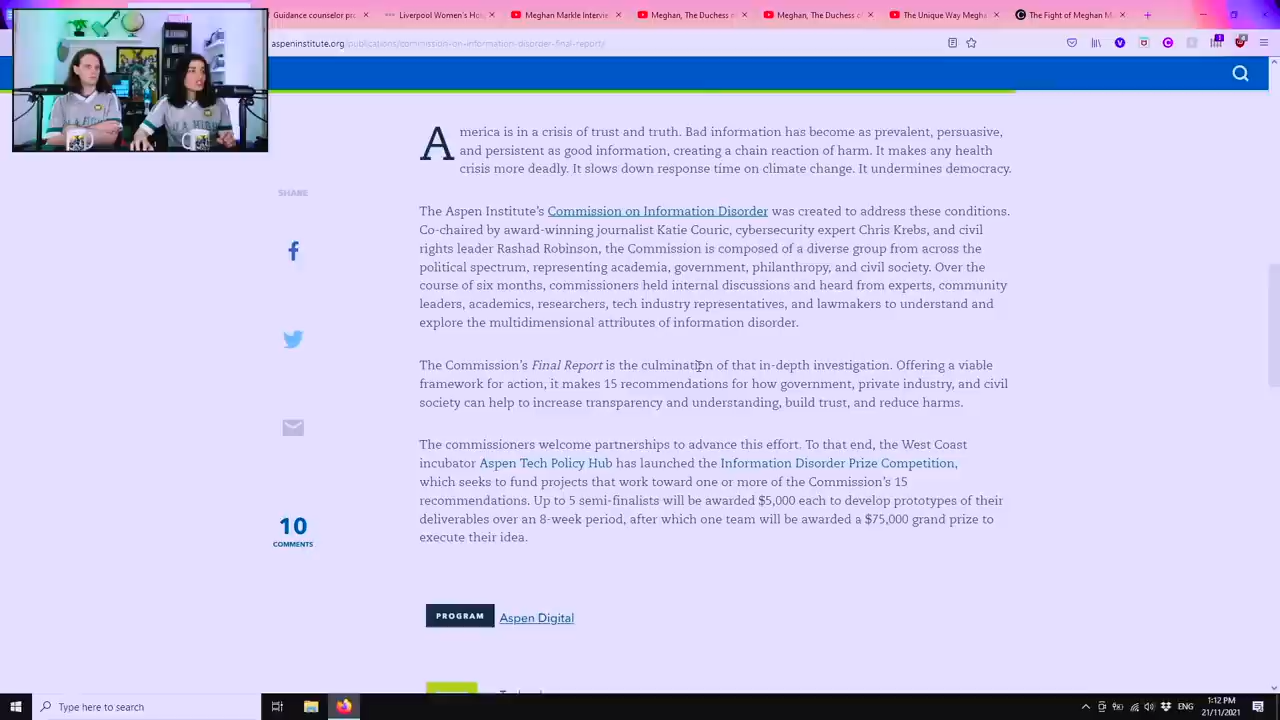 Guidance counselor pr
Liverpool Women's Ho
Meghan Markle Interv
Meghan, The Duchess
Meghan, The Duchess
The Unique Way Megha
The Fight of Meghan M
aspeninstitute.org/publications/commission-on-information-disorder-final-report/
America is in a crisis of trust and truth. Bad information has become as prevalent, persuasive,
and persistent as good information, creating a chain reaction of harm. It makes any health
crisis more deadly. It slows down response time on climate change. It undermines democracy.
SHARE
The Aspen Institute's Commission on Information Disorder was created to address these conditions.
Co-chaired by award-winning journalist Katie Couric, cybersecurity expert Chris Krebs, and civil
rights leader Rashad Robinson, the Commission is composed of a diverse group from across the
political spectrum, representing academia, government, philanthropy, and civil society. Over the
course of six months, commissioners held internal discussions and heard from experts, community
leaders, academics, researchers, tech industry representatives, and lawmakers to understand and
explore the multidimensional attributes of information disorder.
The Commission's Final Report is the culmination of that in-depth investigation. Offering a viable
framework for action, it makes 15 recommendations for how government, private industry, and civil
society can help to increase transparency and understanding, build trust, and reduce harms.
The commissioners welcome partnerships to advance this effort. To that end, the West Coast
incubator Aspen Tech Policy Hub has launched the Information Disorder Prize Competition,
which seeks to fund projects that work toward one or more of the Commission's 15
recommendations. Up to 5 semi-finalists will be awarded $5,000 each to develop prototypes of their
deliverables over an 8-week period, after which one team will be awarded a $75,000 grand prize to
execute their idea.
10
COMMENTS
PROGRAM Aspen Digital
Type here to search
ENG
1:12 PM
21/11/2021